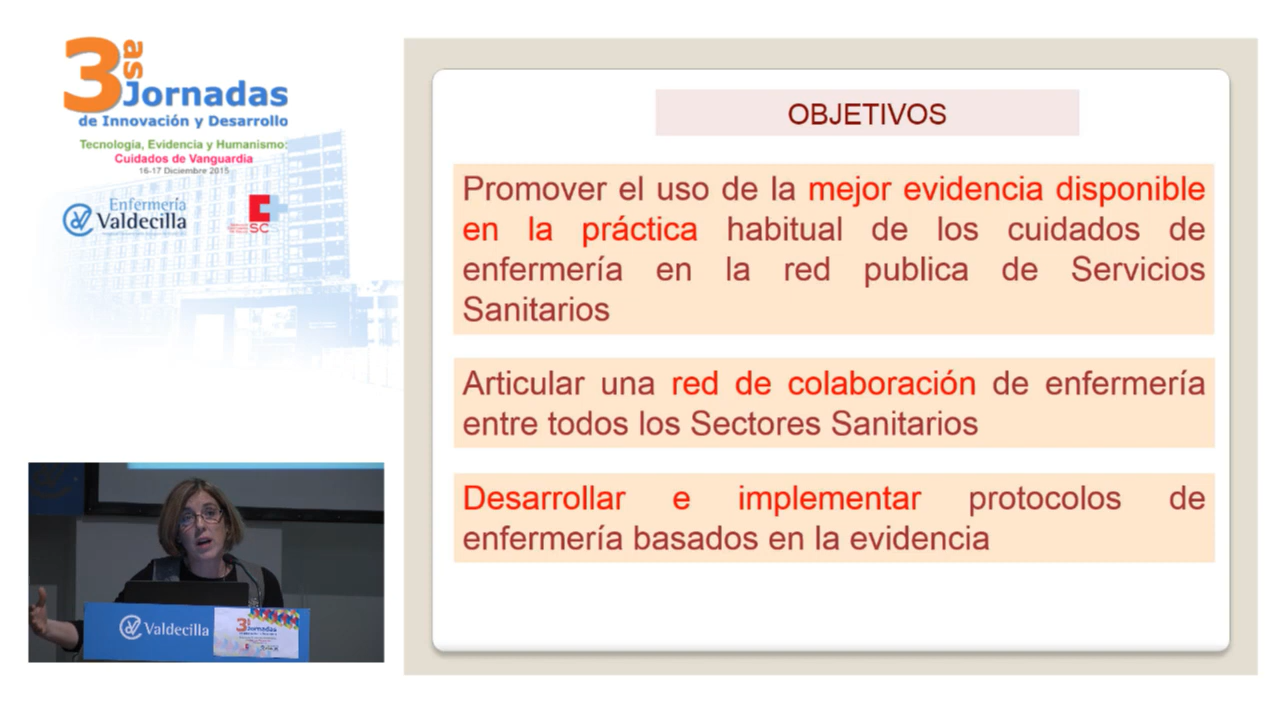 3as Jornadas
de Innovación y Desarrollo
Tecnología, Evidencia y Humanismo:
Cuidados de Vanguardia
16-17 Diciembre 2015
Enfermería
Valdecilla
SC
OBJETIVOS
Promover el uso de la mejor evidencia disponible
en la práctica habitual de los cuidados de
enfermería en la red publica de Servicios
Sanitarios
Articular una red de colaboración de enfermería
entre todos los Sectores Sanitarios
Desarrollar e implementar protocolos de
enfermería basados en la evidencia
Valdecilla
3as Jornadas